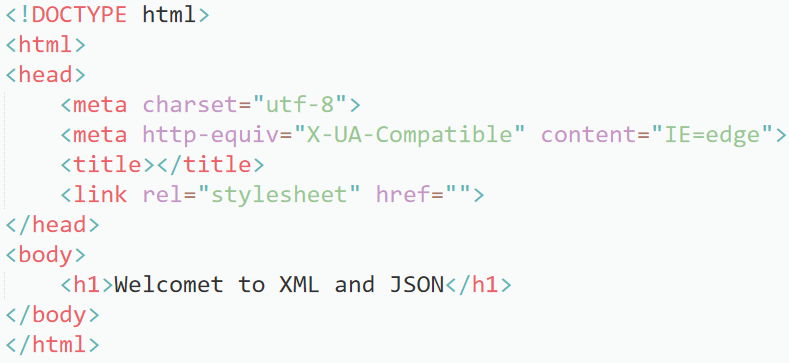 <!DOCTYPE html>
<html>
<head>
    <meta charset="utf-8">
    <meta http-equiv="X-UA-Compatible" content="IE=edge">
    <title></title>
    <link rel="stylesheet" href="">
</head>
<body>
    <h1>Welcomet to XML and JSON</h1>
</body>
</html>